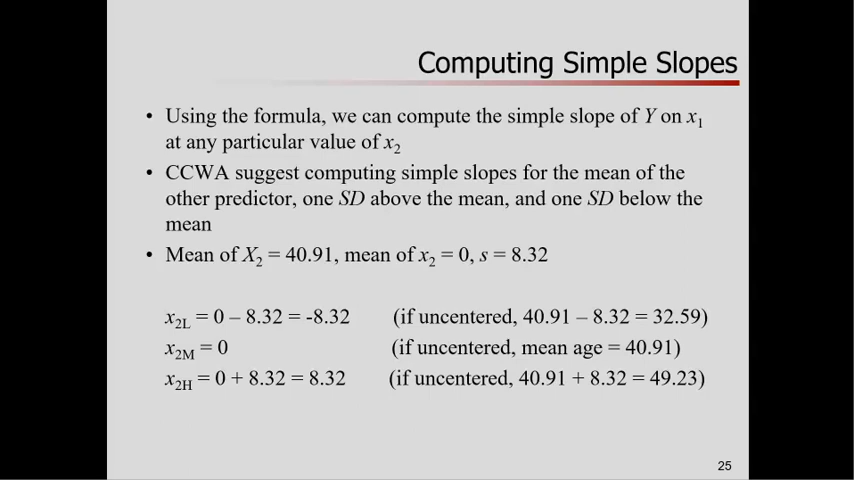 Computing Simple Slopes
• Using the formula, we can compute the simple slope of Y on x₁
at any particular value of x₂
• CCWA suggest computing simple slopes for the mean of the
other predictor, one SD above the mean, and one SD below the
mean
• Mean of X₂ = 40.91, mean of x₂ = 0, s = 8.32
x2L = 0 – 8.32 = -8.32 (if uncentered, 40.91 – 8.32 = 32.59)
x2M = 0 (if uncentered, mean age = 40.91)
x2H = 0 + 8.32 = 8.32 (if uncentered, 40.91 + 8.32 = 49.23)
25